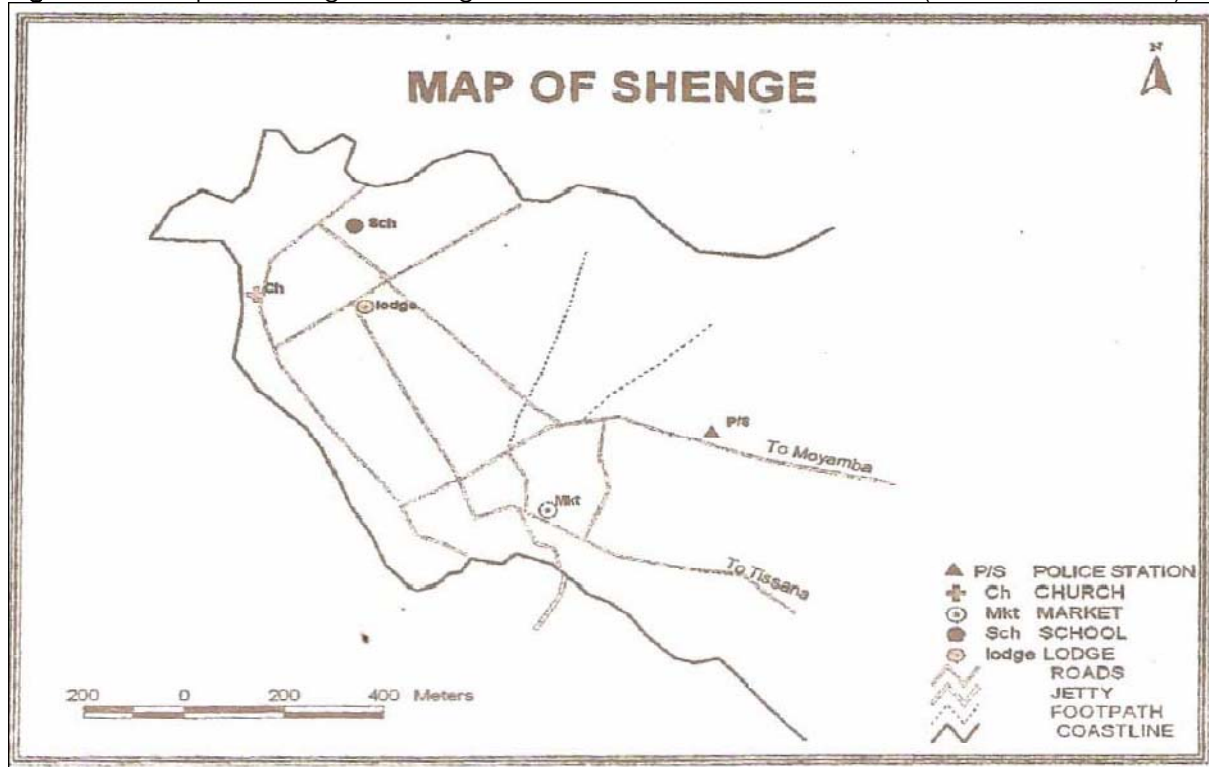 N
MAP OF SHENGE
Sch
Ch
lodge
P/S
To Moyamba
Mkt
To Tissana
P/S POLICE STATION
Ch CHURCH
Mkt MARKET
Sch SCHOOL
lodge LODGE
ROADS
JETTY
FOOTPATH
COASTLINE
200 0 200 400 Meters